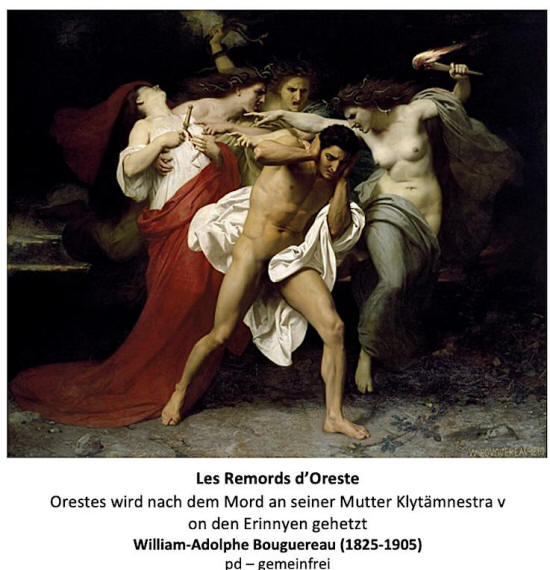 Les Remords d’Oreste
Orestes wird nach dem Mord an seiner Mutter Klytämnestra v
on den Erinnyen gehetzt
William-Adolphe Bouguereau (1825-1905)
pd – gemeinfrei